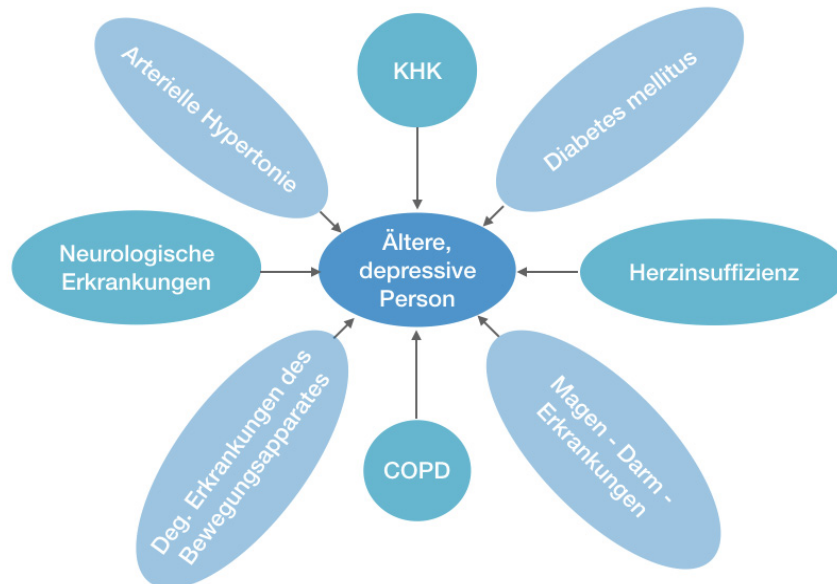 Arterielle Hypertonie
KHK
Diabetes mellitus
Neurologische
Erkrankungen
Ältere,
depressive
Person
Herzinsuffizienz
Deg. Erkrankungen des
Bewegungsapparates
COPD
Magen - Darm -
Erkrankungen